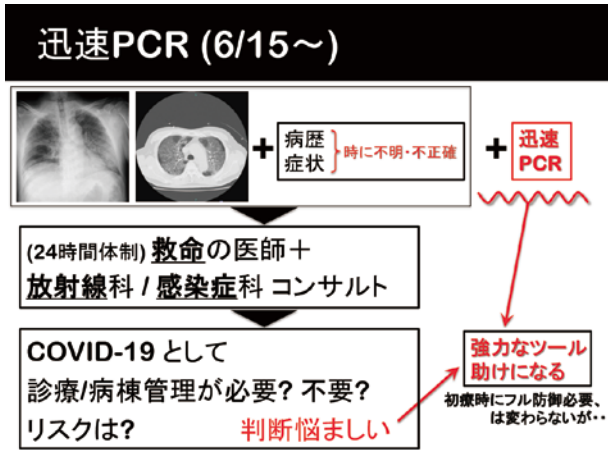 迅速PCR (6/15～)
+
病歴
症状
時に不明・不正確
+
迅速
PCR
(24時間体制) 救命の医師＋
放射線科 / 感染症科 コンサルト
COVID-19 として
診療/病棟管理が必要? 不要?
リスクは?
判断悩ましい
強力なツール
助けになる
初療時にフル防御必要、
は変わらないが‥